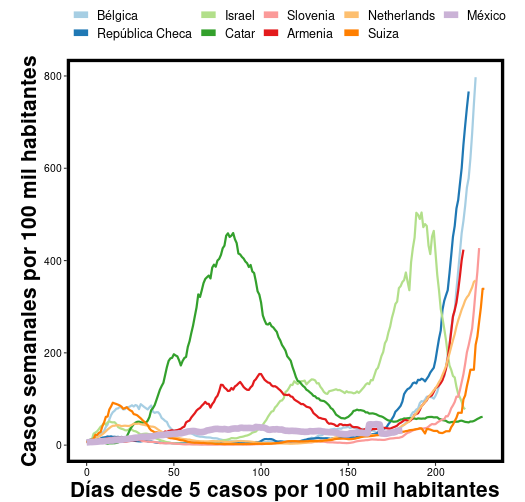 Bélgica Israel Slovenia Netherlands México
República Checa Catar Armenia Suiza
Casos semanales por 100 mil habitantes
800
600
400
200
0
0 50 100 150 200
Días desde 5 casos por 100 mil habitantes